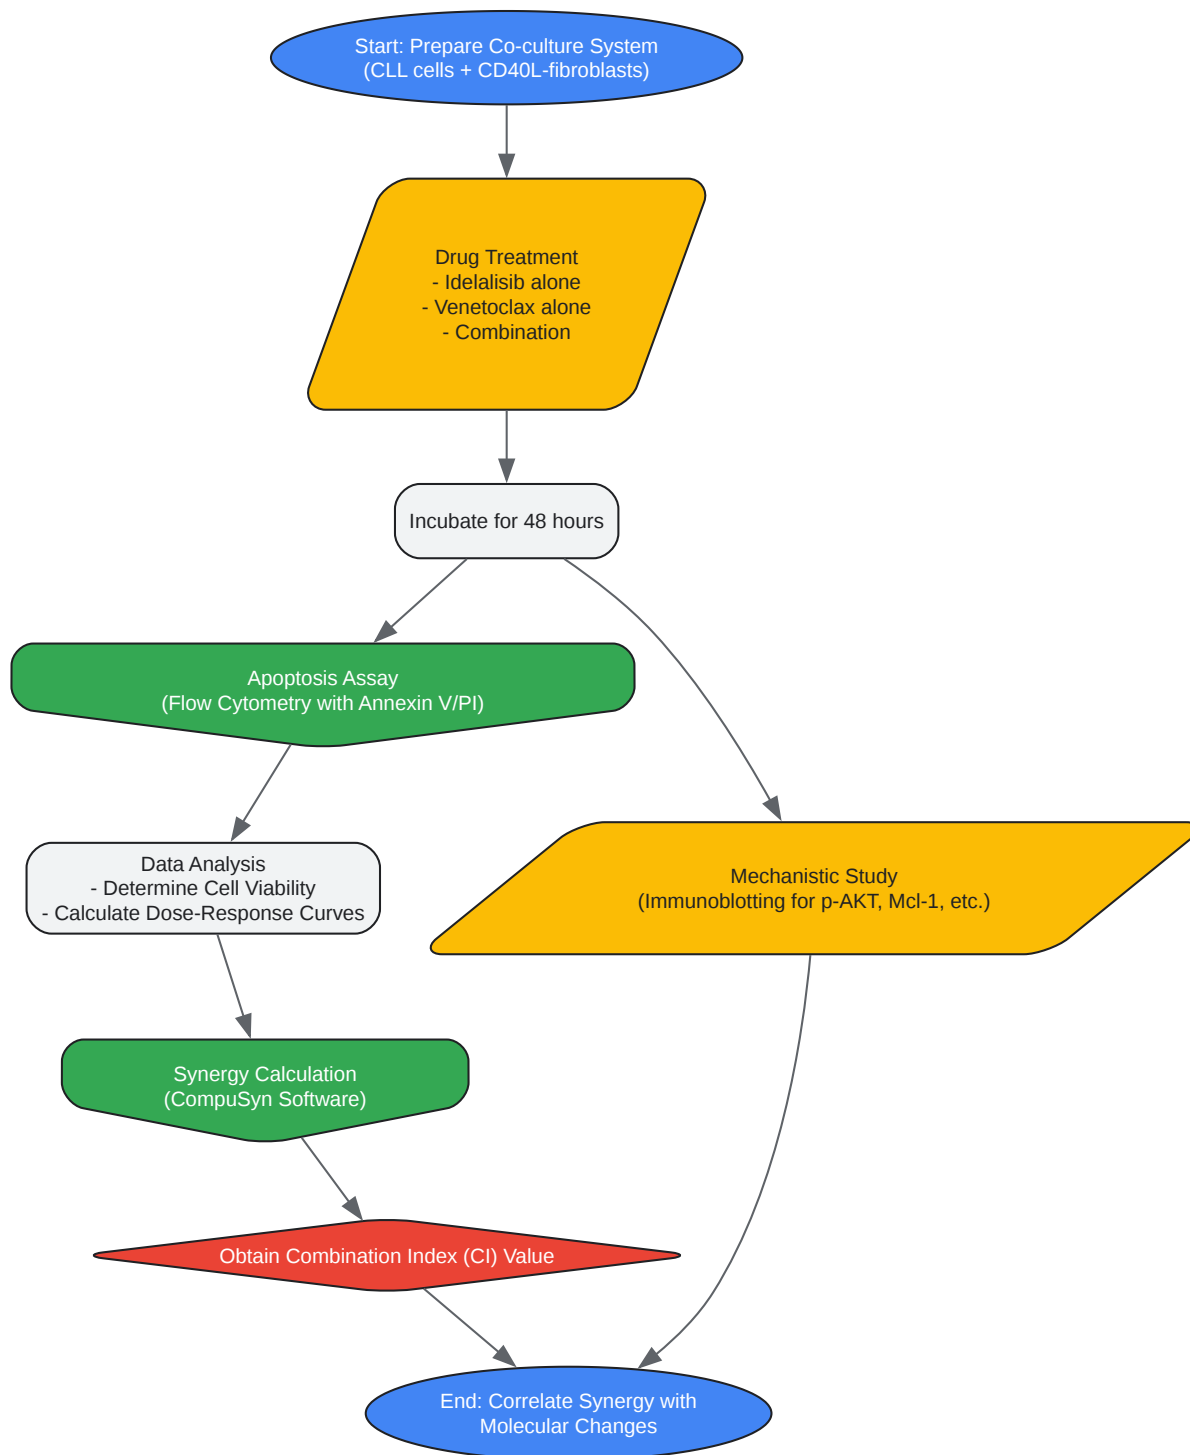 Start: Prepare Co-culture System
(CLL cells + CD40L-fibroblasts)
Drug Treatment
- Idelalisib alone
- Venetoclax alone
- Combination
Incubate for 48 hours
Apoptosis Assay
(Flow Cytometry with Annexin V/PI)
Data Analysis
- Determine Cell Viability
- Calculate Dose-Response Curves
Mechanistic Study
(Immunoblotting for p-AKT, Mcl-1, etc.)
Synergy Calculation
(CompuSyn Software)
Obtain Combination Index (CI) Value
End: Correlate Synergy with
Molecular Changes